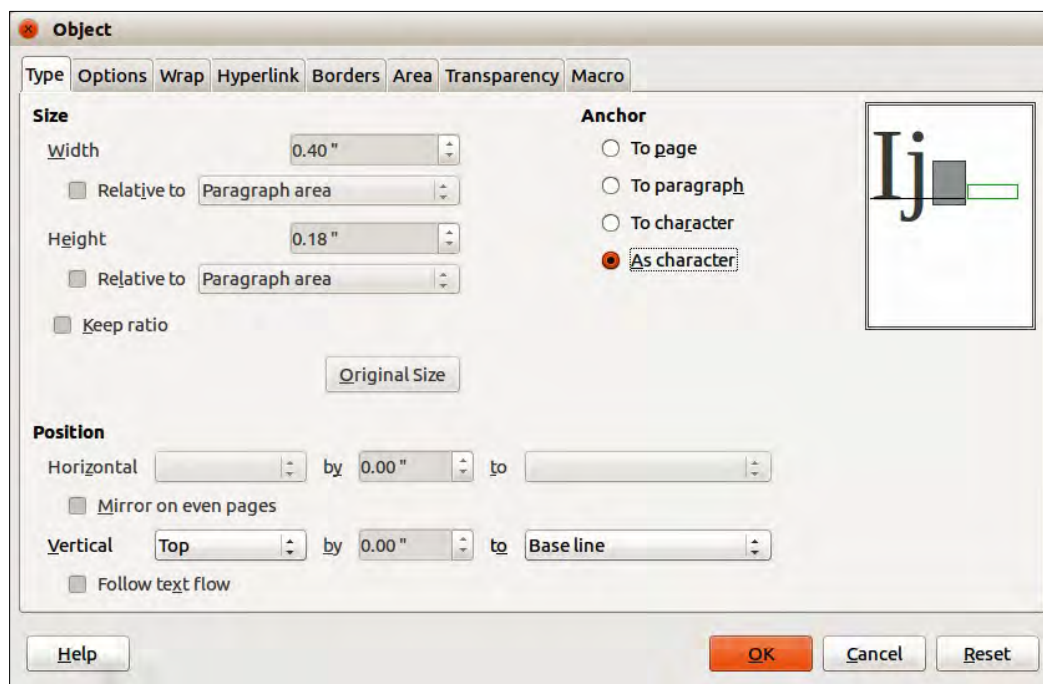 Object
Type Options Wrap Hyperlink Borders Area Transparency Macro
Size
Width 0.40 "
Relative to Paragraph area
Height 0.18 "
Relative to Paragraph area
Keep ratio
Original Size
Anchor
To page
To paragraph
To character
As character
Ij
Position
Horizontal by 0.00 " to
Mirror on even pages
Vertical Top by 0.00 " to Base line
Follow text flow
Help OK Cancel Reset